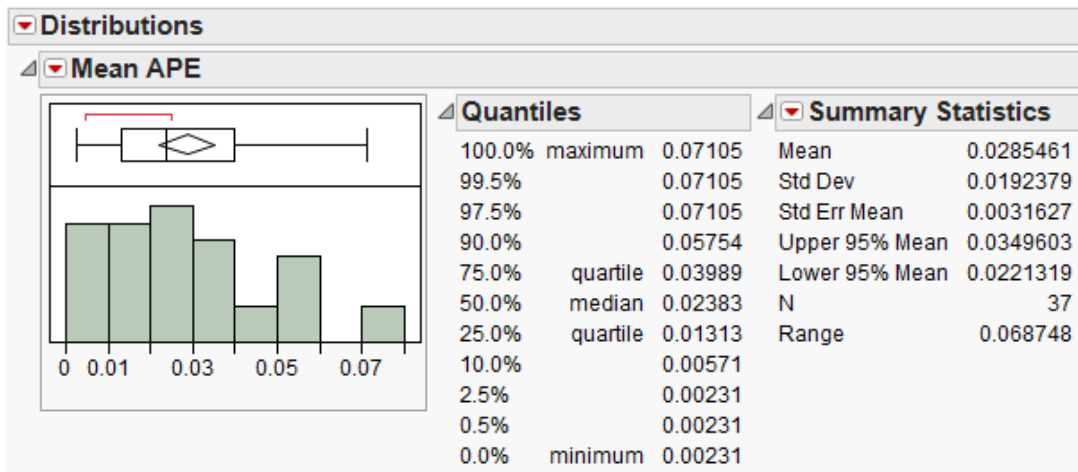 Distributions
Mean APE
0 0.01 0.03 0.05 0.07
Quantiles
100.0% maximum 0.07105
99.5% 0.07105
97.5% 0.07105
90.0% 0.05754
75.0% quartile 0.03989
50.0% median 0.02383
25.0% quartile 0.01313
10.0% 0.00571
2.5% 0.00231
0.5% 0.00231
0.0% minimum 0.00231
Summary Statistics
Mean 0.0285461
Std Dev 0.0192379
Std Err Mean 0.0031627
Upper 95% Mean 0.0349603
Lower 95% Mean 0.0221319
N 37
Range 0.068748